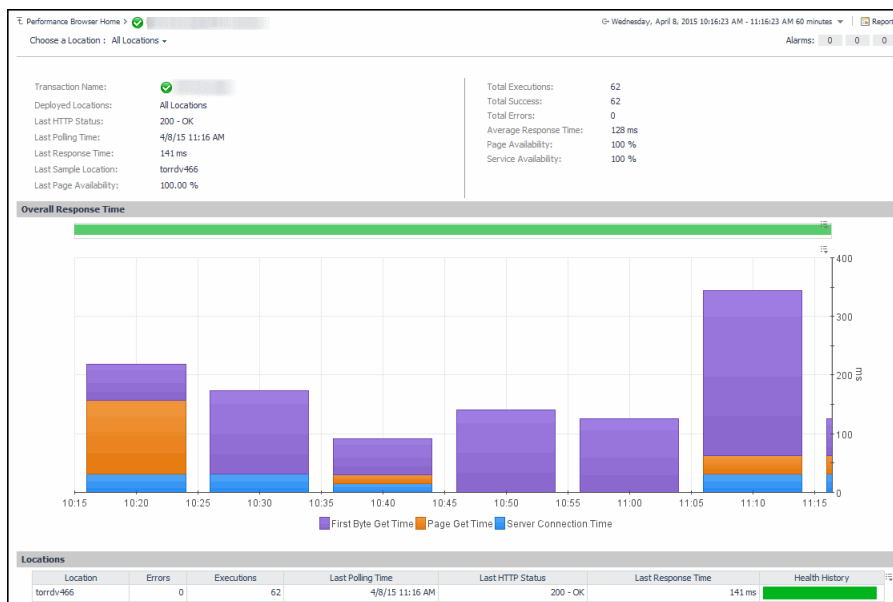 Performance Browser Home >
Wednesday, April 8, 2015 10:16:23 AM - 11:16:23 AM 60 minutes
Report
Choose a Location : All Locations
Alarms: 0 0 0
Transaction Name:
Deployed Locations: All Locations
Last HTTP Status: 200 - OK
Last Polling Time: 4/8/15 11:16 AM
Last Response Time: 141 ms
Last Sample Location: torrdv466
Last Page Availability: 100.00 %
Total Executions: 62
Total Success: 62
Total Errors: 0
Average Response Time: 128 ms
Page Availability: 100 %
Service Availability: 100 %
Overall Response Time
400
300
200
100
0
ms
10:15 10:20 10:25 10:30 10:35 10:40 10:45 10:50 10:55 11:00 11:05 11:10 11:15
First Byte Get Time Page Get Time Server Connection Time
Locations
Location Errors Executions Last Polling Time Last HTTP Status Last Response Time Health History
torrdv466 0 62 4/8/15 11:16 AM 200 - OK 141 ms